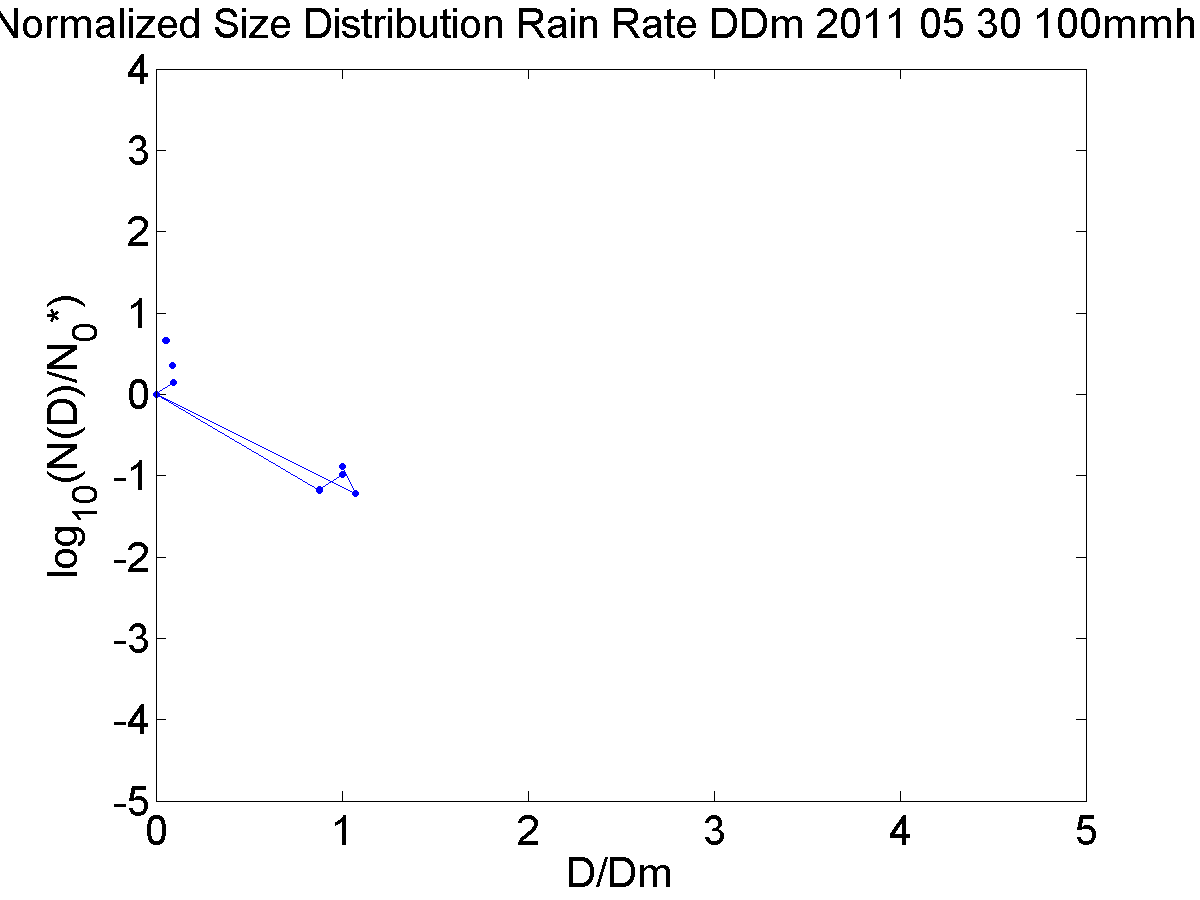 Normalized Size Distribution Rain Rate DDm 2011 05 30 100mmh
4
3
2
1
0
-1
-2
-3
-4
-5
log10(N(D)/N0*)
0 1 2 3 4 5
D/Dm